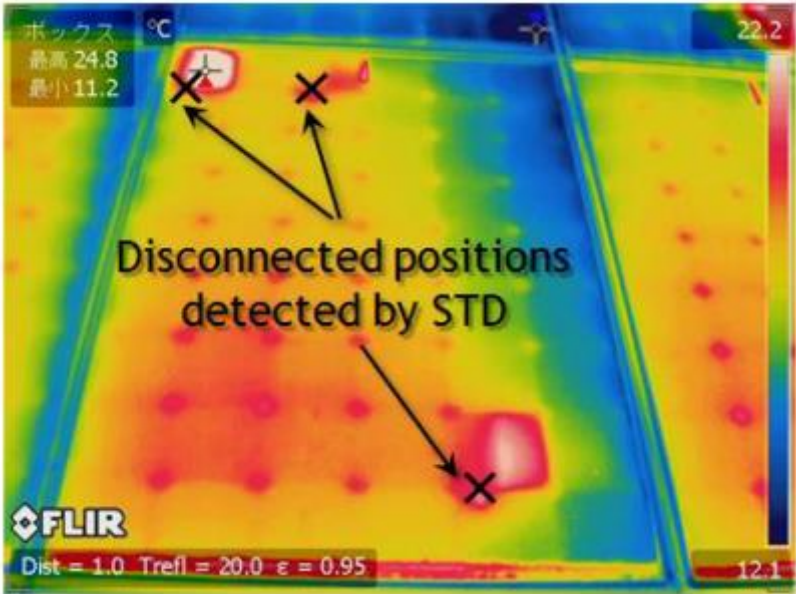 ボックス °C
最高 24.8
最小 11.2
22.2
Disconnected positions
detected by STD
FLIR
Dist = 1.0 Trefl = 20.0 ε = 0.95
12.1